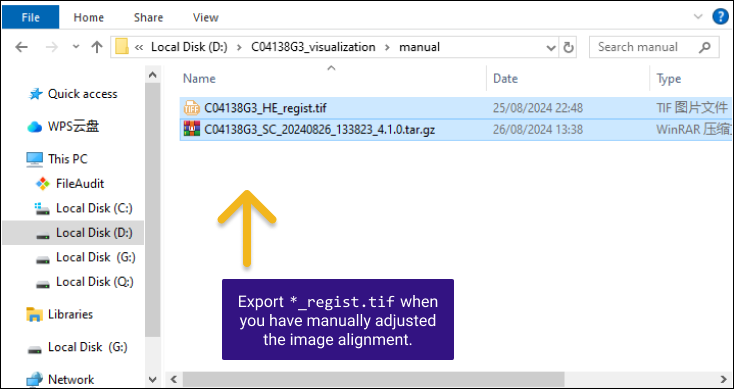 File Home Share View
« Local Disk (D:) > C04138G3_visualization > manual Search manual
Name Date Type
Quick access
WPS云盘
This PC
FileAudit
Local Disk (C:)
Local Disk (D:)
Local Disk (G:)
Local Disk (Q:)
Libraries
Local Disk (G:)
Network
C04138G3_HE_regist.tif 25/08/2024 22:48 TIF 图片文件
C04138G3_SC_20240826_133823_4.1.0.tar.gz 26/08/2024 13:38 WinRAR 压缩
Export *_regist.tif when
you have manually adjusted
the image alignment.